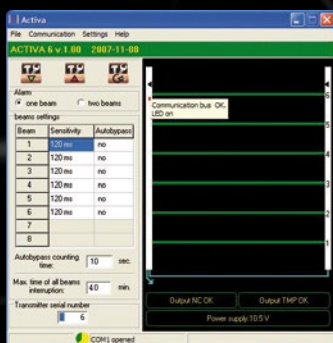 Activa
File Communication Settings Help
ACTIVA 6 v.1.00 2007-11-08
Alarm
one beam two beams
beams settings
Beam Sensitivity Autobypass
1 120 ms no
2 120 ms no
3 120 ms no
4 120 ms no
5 120 ms no
6 120 ms no
7
8
Autobypass counting
time: 10 sec.
Max. time of all beams
interruption: 40 min.
Transmitter serial number
6
COM1 opened
6
Communication bus OK,
LED on
5
4
3
2
1
Output NC OK Output TMP OK
Power supply:10.5 V